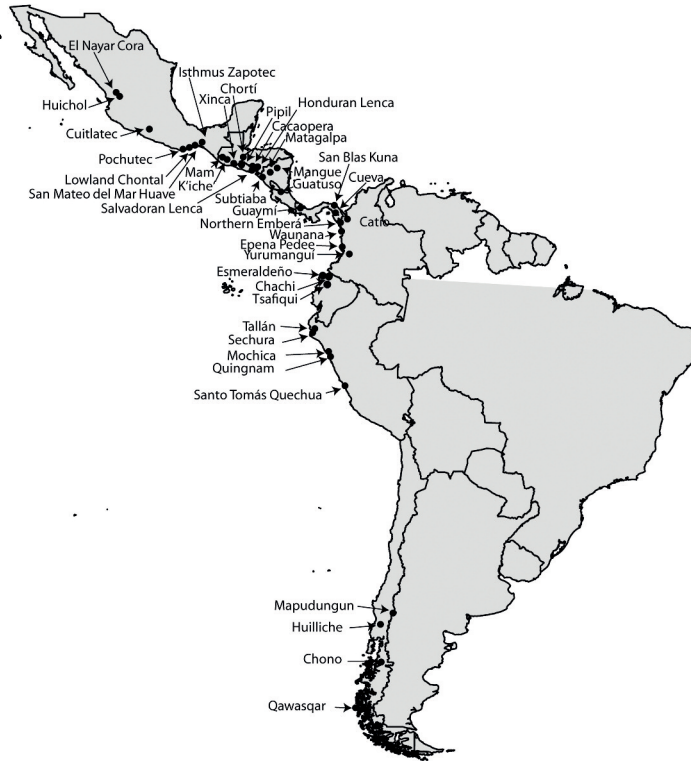 El Nayar Cora
Isthmus Zapotec
Chortí
Xinca
Huichol
Honduran Lenca
Pipil
Cacaopera
Cuitlatec
Matagalpa
Pochutec
San Blas Kuna
Mangue
Mam
Cueva
Lowland Chontal
K'iche
Guatuso
San Mateo del Mar Huave
Subtiaba
Salvadoran Lenca
Guaymí
Northern Emberá
Catío
Waunana
Epena Pedee
Yurumanguí
Esmeraldeño
Chachi
Tsafiqui
Tallán
Sechura
Mochica
Quingnam
Santo Tomás Quechua
Mapudungun
Huilliche
Chono
Qawasqar